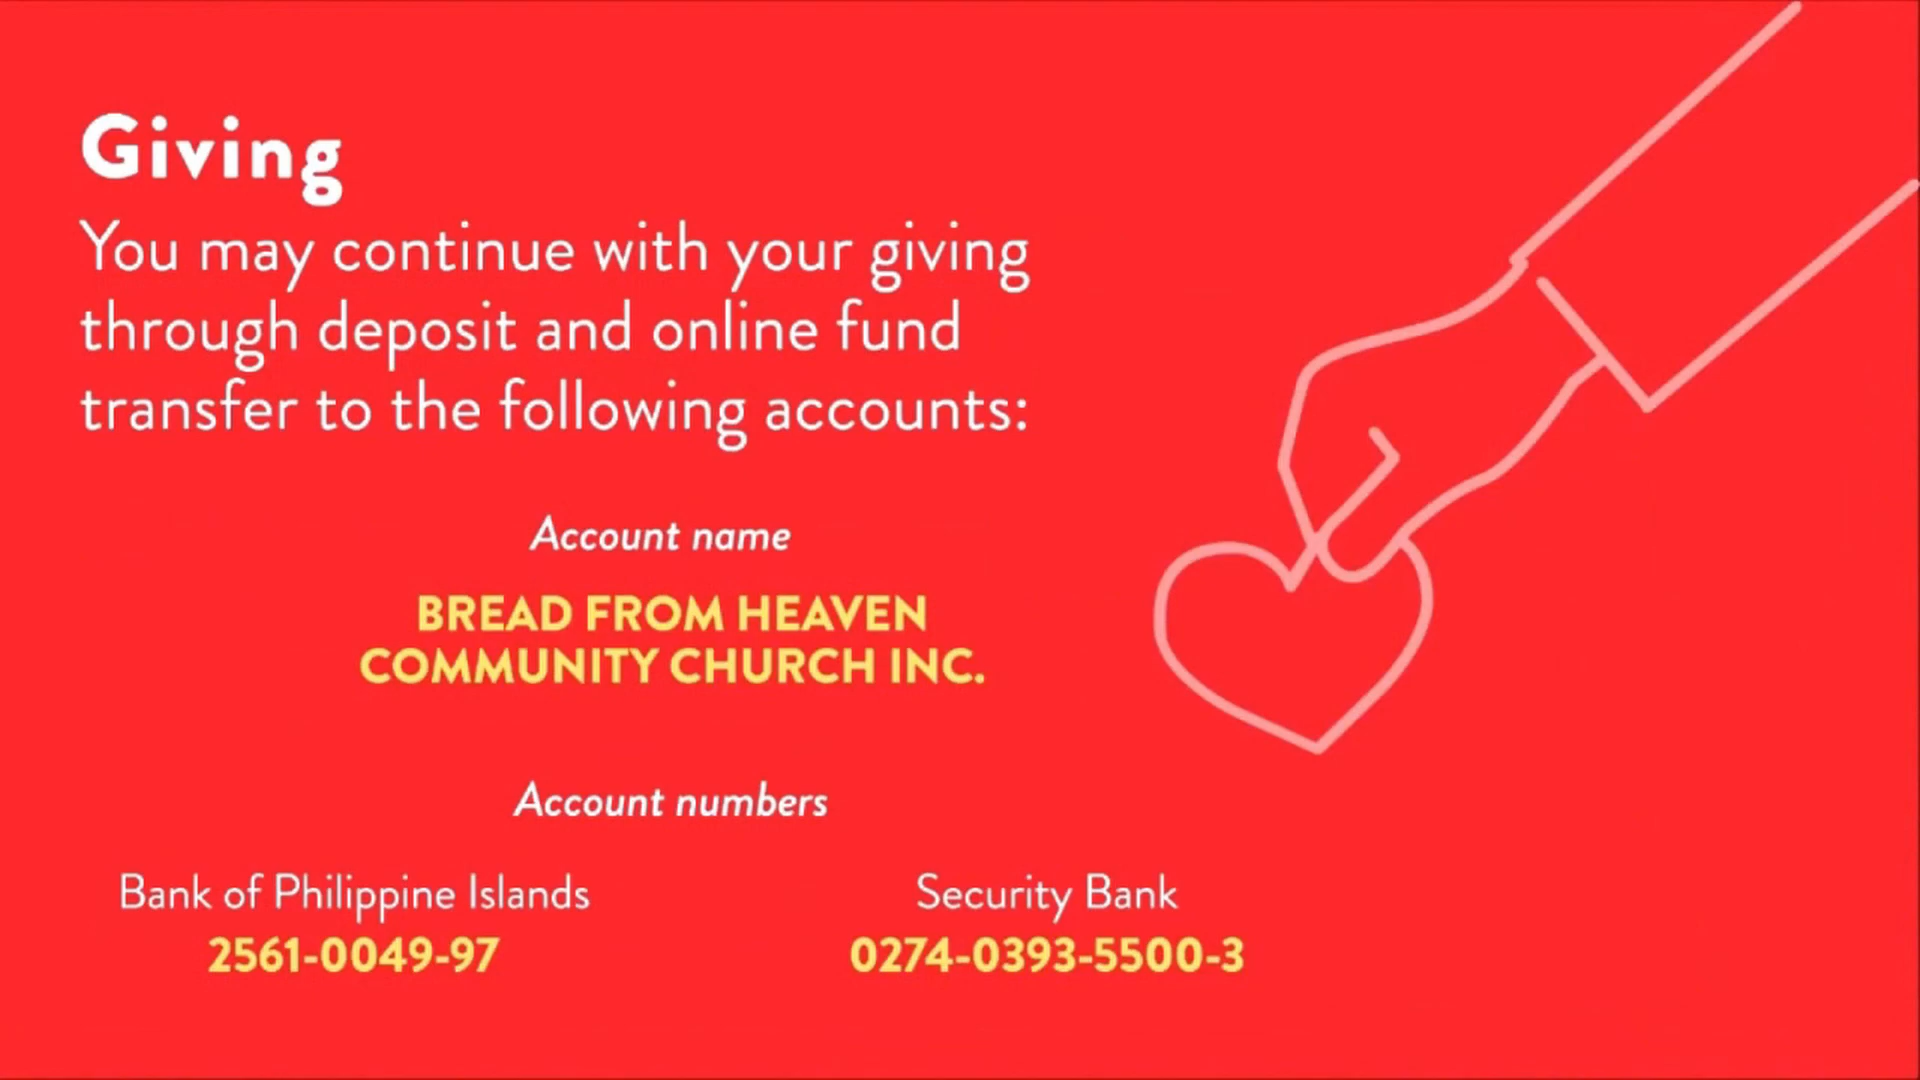 Giving
You may continue with your giving
through deposit and online fund
transfer to the following accounts:
Account name
BREAD FROM HEAVEN
COMMUNITY CHURCH INC.
Account numbers
Bank of Philippine Islands
2561-0049-97
Security Bank
0274-0393-5500-3